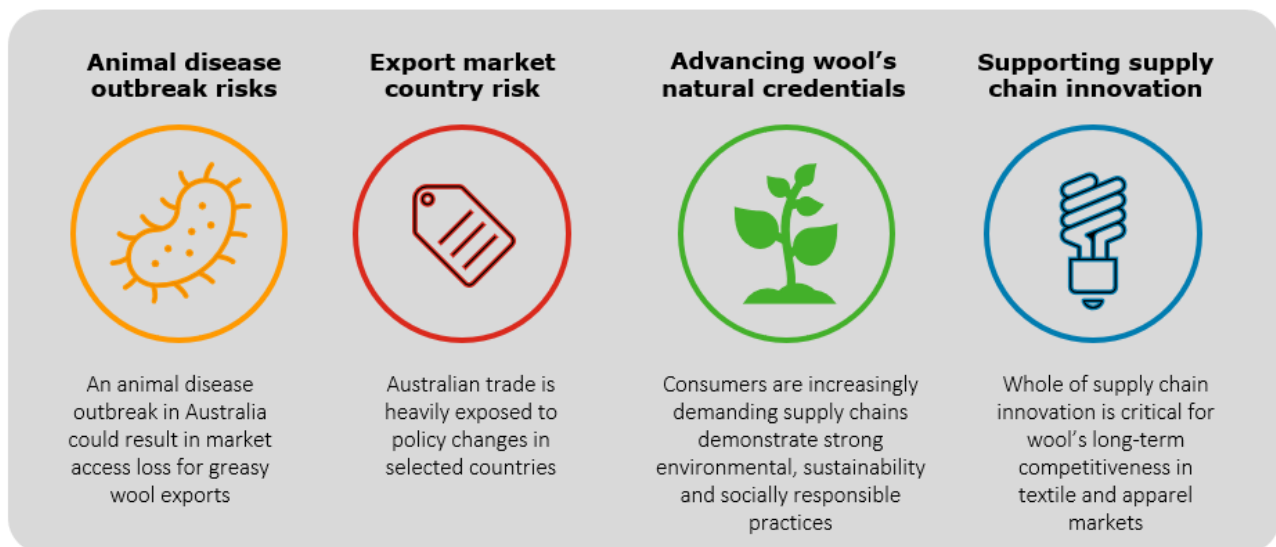 Animal disease
outbreak risks
An animal disease
outbreak in Australia
could result in market
access loss for greasy
wool exports
Export market
country risk
Australian trade is
heavily exposed to
policy changes in
selected countries
Advancing wool's
natural credentials
Consumers are increasingly
demanding supply chains
demonstrate strong
environmental, sustainability
and socially responsible
practices
Supporting supply
chain innovation
Whole of supply chain
innovation is critical for
wool's long-term
competitiveness in
textile and apparel
markets